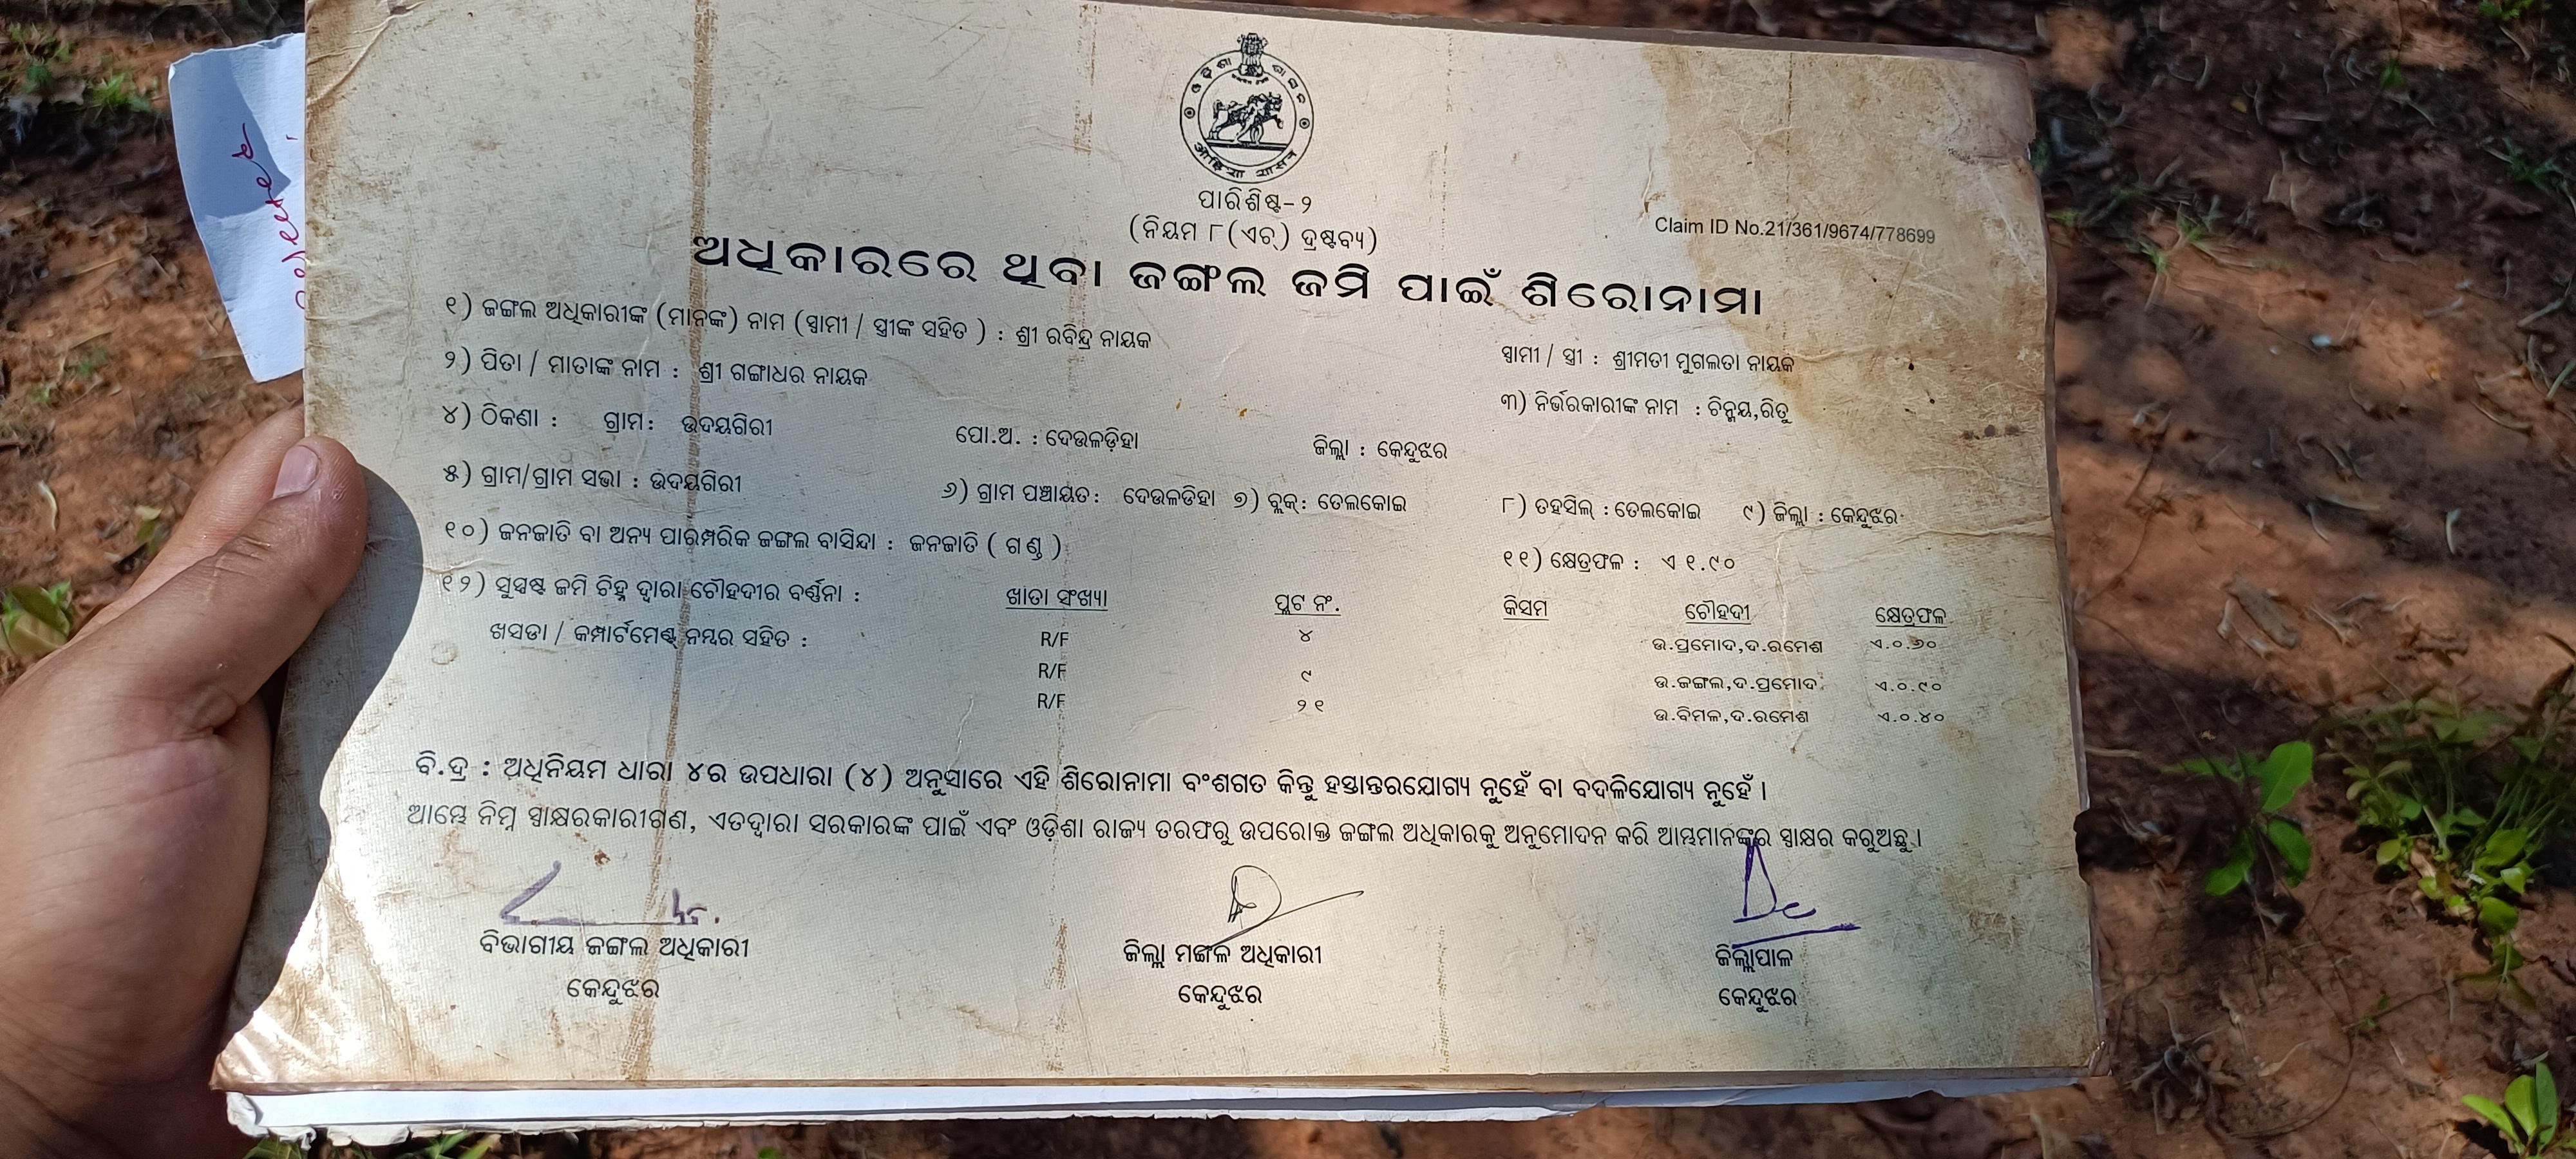 ଓଡ଼ିଶା ଶାସନ
ओड़िसा शासन
ପାରିଶିଷ୍ଟ-୨
(ନିୟମ ୮(ଏଚ୍) ଦ୍ରଷ୍ଟବ୍ୟ)
Claim ID No.21/361/9674/778699
ଅଧିକାରରେ ଥିବା ଜଙ୍ଗଲ ଜମି ପାଇଁ ଶିରୋନାମା
୧) ଜଙ୍ଗଲ ଅଧିକାରୀଙ୍କ (ମାନଙ୍କ) ନାମ (ସ୍ୱାମୀ / ସ୍ତ୍ରୀଙ୍କ ସହିତ ) : ଶ୍ରୀ ରବିନ୍ଦ୍ର ନାୟକ
ସ୍ୱାମୀ / ସ୍ତ୍ରୀ : ଶ୍ରୀମତୀ ମୁଗଲତା ନାୟକ
୨) ପିତା / ମାତାଙ୍କ ନାମ : ଶ୍ରୀ ଗଙ୍ଗାଧର ନାୟକ
୩) ନିର୍ଭରକାରୀଙ୍କ ନାମ : ଚିନ୍ମୟ,ରିତୁ
୪) ଠିକଣା : ଗ୍ରାମ: ଉଦୟଗିରୀ ପୋ.ଅ. : ଦେଉଳଡ଼ିହା ଜିଲ୍ଲା : କେନ୍ଦୁଝର
୫) ଗ୍ରାମ/ଗ୍ରାମ ସଭା : ଉଦୟଗିରୀ ୬) ଗ୍ରାମ ପଞ୍ଚାୟତ: ଦେଉଳଡିହା ୭) ବ୍ଲକ୍: ତେଲକୋଇ ୮) ତହସିଲ୍ : ତେଲକୋଇ ୯) ଜିଲ୍ଲା : କେନ୍ଦୁଝର
୧୦) ଜନଜାତି ବା ଅନ୍ୟ ପାରମ୍ପରିକ ଜଙ୍ଗଲ ବାସିନ୍ଦା : ଜନଜାତି ( ଗଣ୍ଡ )
୧୧) କ୍ଷେତ୍ରଫଳ : ଏ ୧.୯୦
୧୨) ସୁସ୍ପଷ୍ଟ ଜମି ଚିହ୍ନ ଦ୍ୱାରା ଚୌହଦୀର ବର୍ଣ୍ଣନା : ଖାତା ସଂଖ୍ୟା ପ୍ଲଟ ନଂ. କିସମ ଚୌହଦୀ କ୍ଷେତ୍ରଫଳ
ଖସଡା / କମ୍ପାର୍ଟମେଣ୍ଟ ନମ୍ବର ସହିତ : R/F ୪ ଉ.ପ୍ରମୋଦ,ଦ.ରମେଶ ଏ.୦.୬୦
R/F ୯ ଉ.ଜଙ୍ଗଲ,ଦ.ପ୍ରମୋଦ ଏ.୦.୯୦
R/F ୨୧ ଉ.ବିମଳ,ଦ.ରମେଶ ଏ.୦.୪୦
ବି.ଦ୍ର : ଅଧିନିୟମ ଧାରା ୪ର ଉପଧାରା (୪) ଅନୁସାରେ ଏହି ଶିରୋନାମା ବଂଶଗତ କିନ୍ତୁ ହସ୍ତାନ୍ତରଯୋଗ୍ୟ ନୁହେଁ ବା ବଦଳିଯୋଗ୍ୟ ନୁହେଁ ।
ଆମ୍ଭେ ନିମ୍ନ ସ୍ୱାକ୍ଷରକାରୀଗଣ, ଏତଦ୍ୱାରା ସରକାରଙ୍କ ପାଇଁ ଏବଂ ଓଡ଼ିଶା ରାଜ୍ୟ ତରଫରୁ ଉପରୋକ୍ତ ଜଙ୍ଗଲ ଅଧିକାରକୁ ଅନୁମୋଦନ କରି ଆମ୍ଭମାନଙ୍କର ସ୍ୱାକ୍ଷର କରୁଅଛୁ ।
ବିଭାଗୀୟ ଜଙ୍ଗଲ ଅଧିକାରୀ ଜିଲ୍ଲା ମଙ୍ଗଳ ଅଧିକାରୀ ଜିଲ୍ଲାପାଳ
କେନ୍ଦୁଝର କେନ୍ଦୁଝର କେନ୍ଦୁଝର